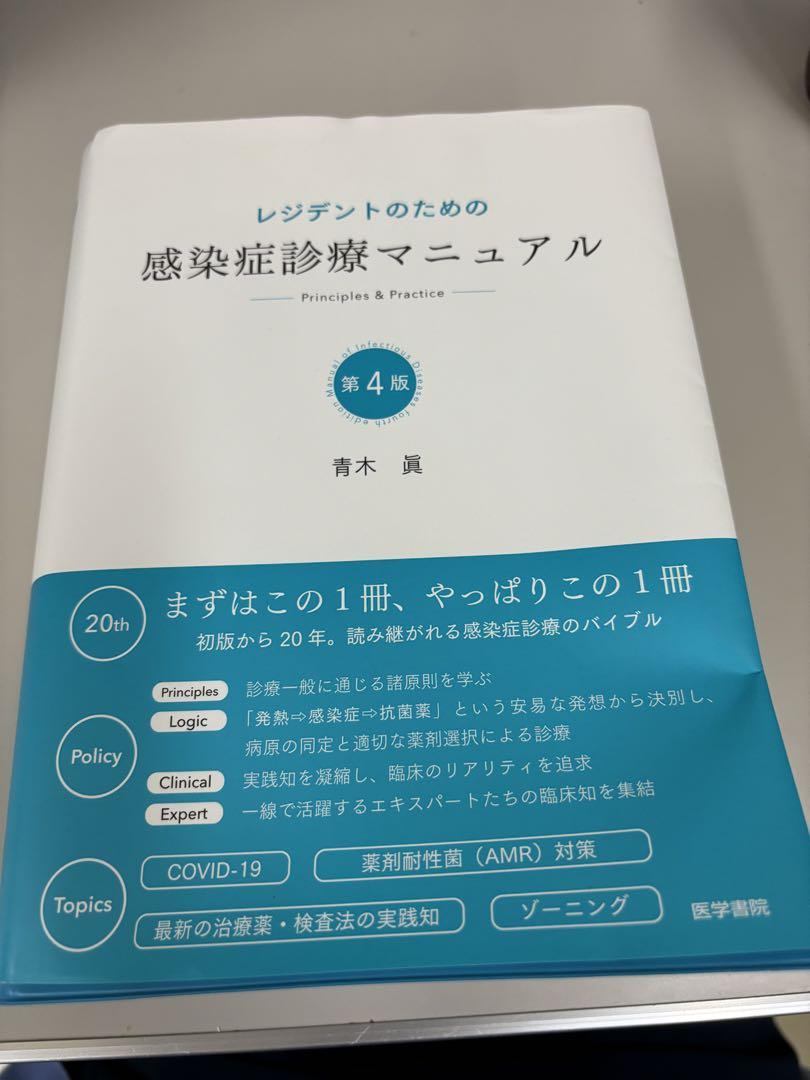 レジデントのための
感染症診療マニュアル
Principles & Practice
Manual of Infectious Diseases fourth edition
第4版
青木 眞
20th
まずはこの1冊、やっぱりこの1冊
初版から20年。読み継がれる感染症診療のバイブル
Policy
Principles 診療一般に通じる諸原則を学ぶ
Logic 「発熱⇨感染症⇨抗菌薬」という安易な発想から決別し、
病原の同定と適切な薬剤選択による診療
Clinical 実践知を凝縮し、臨床のリアリティを追求
Expert 一線で活躍するエキスパートたちの臨床知を集結
Topics
COVID-19 薬剤耐性菌（AMR）対策
最新の治療薬・検査法の実践知 ゾーニング
医学書院